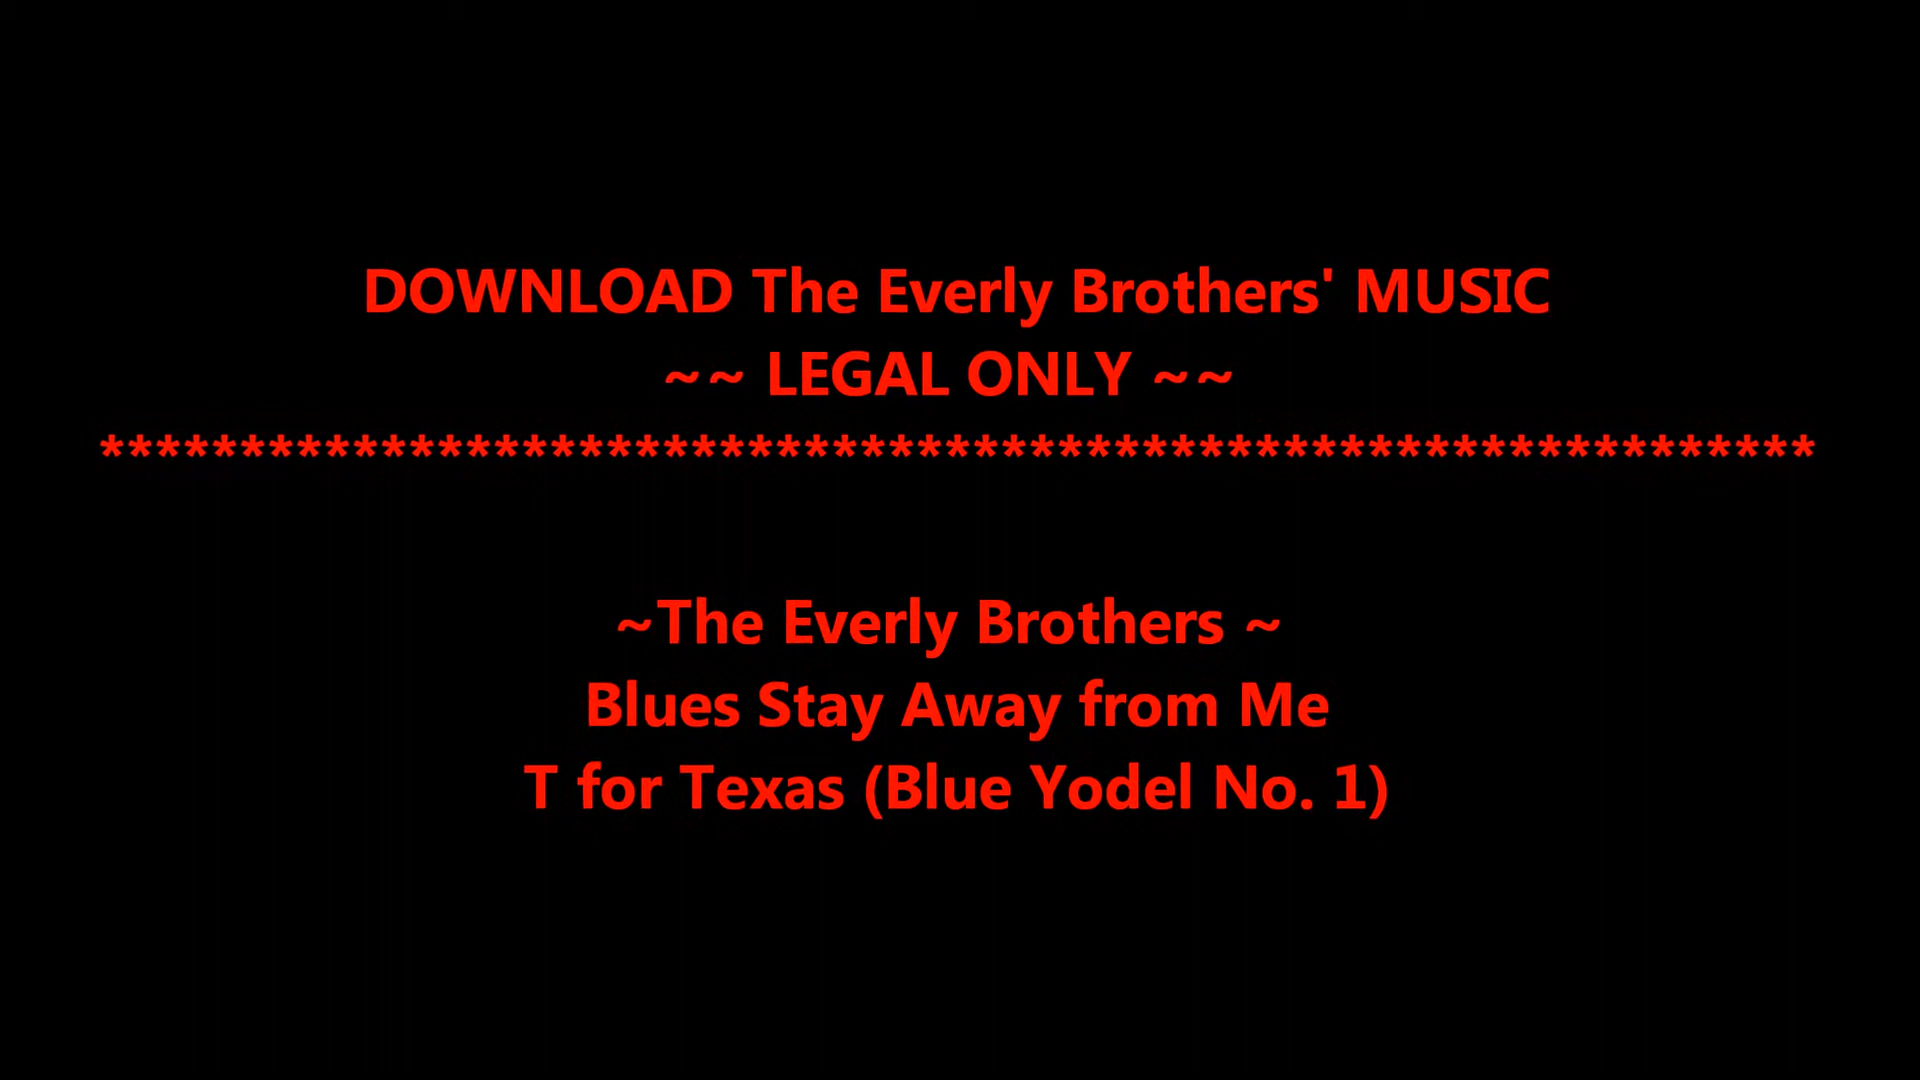 DOWNLOAD The Everly Brothers' MUSIC
~~ LEGAL ONLY ~~
*************************************************************
~The Everly Brothers ~
Blues Stay Away from Me
T for Texas (Blue Yodel No. 1)